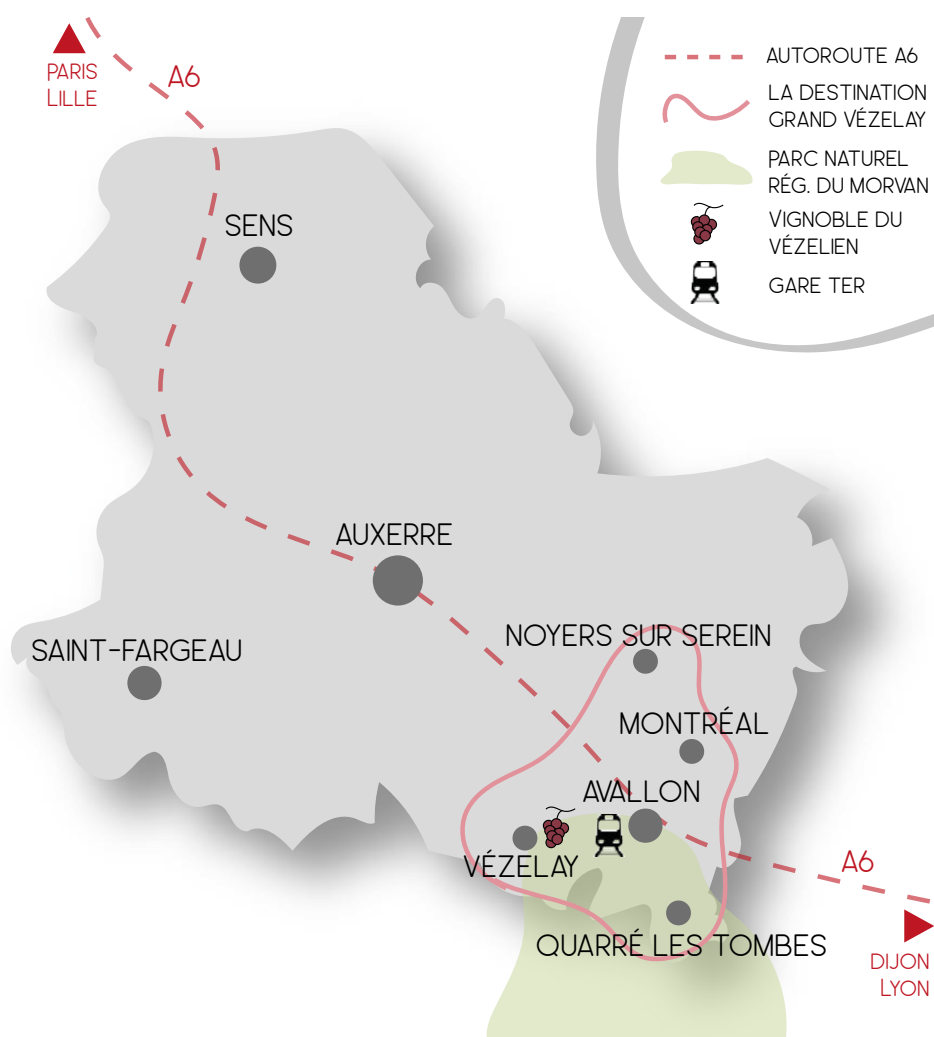 PARIS
LILLE
A6
AUTOROUTE A6
LA DESTINATION
GRAND VÉZELAY
PARC NATUREL
RÉG. DU MORVAN
VIGNOBLE DU
VÉZELIEN
GARE TER
SENS
AUXERRE
SAINT-FARGEAU
NOYERS SUR SEREIN
MONTRÉAL
AVALLON
VÉZELAY
A6
QUARRÉ LES TOMBES
DIJON
LYON